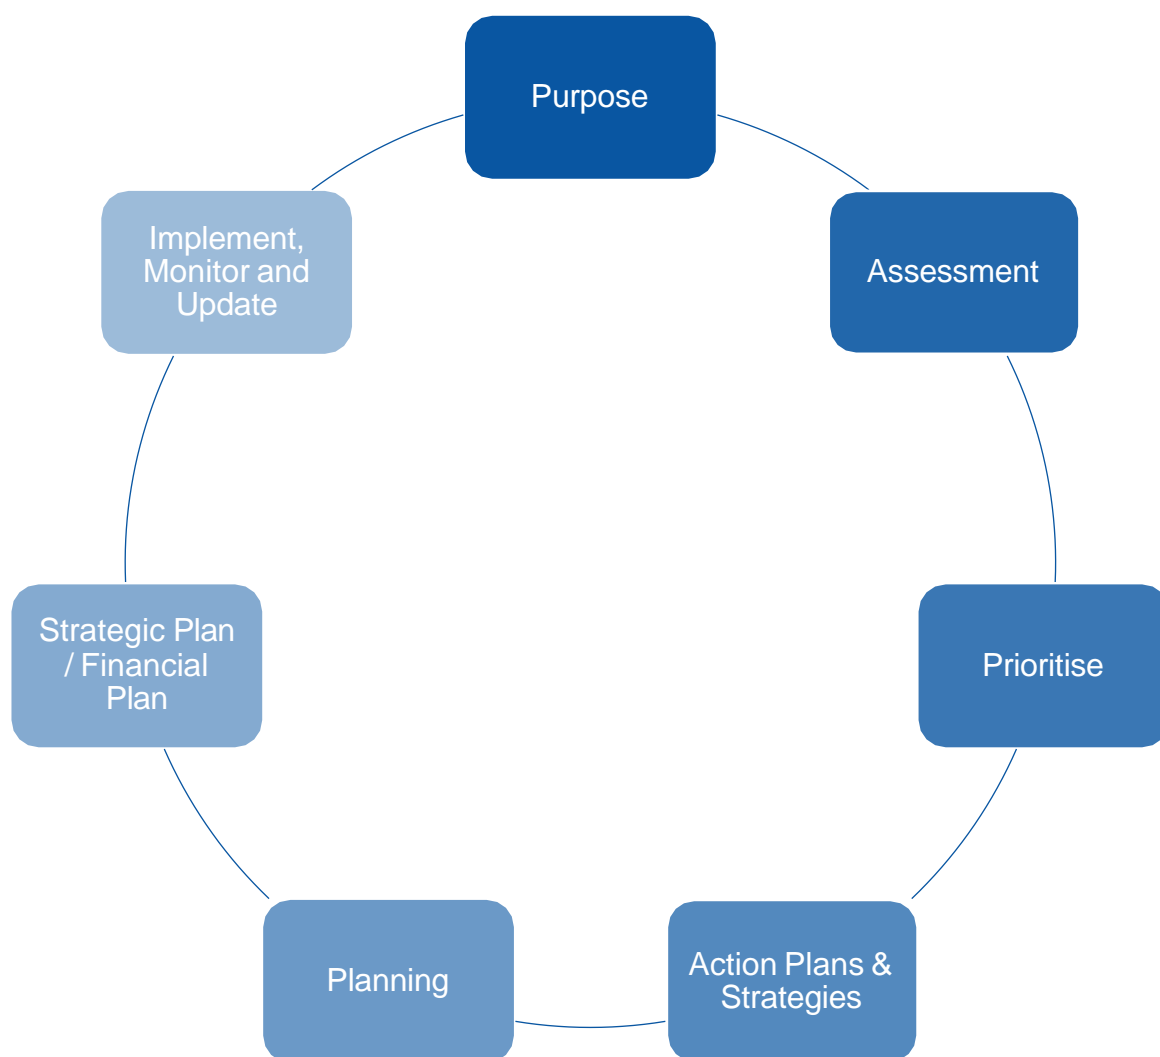 Purpose
Assessment
Prioritise
Action Plans &
Strategies
Planning
Strategic Plan
/ Financial
Plan
Implement,
Monitor and
Update